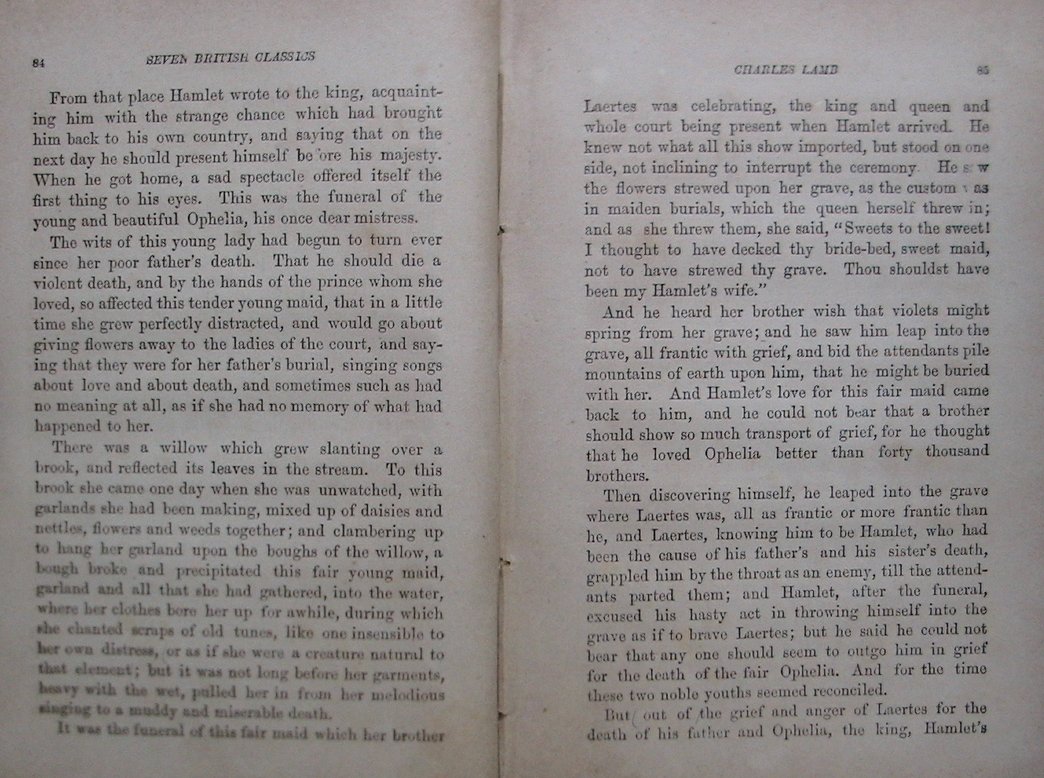 84
SEVEN BRITISH CLASSICS
From that place Hamlet wrote to the king, acquaint-
ing him with the strange chance which had brought
him back to his own country, and saying that on the
next day he should present himself be ore his majesty.
When he got home, a sad spectacle offered itself the
first thing to his eyes. This was the funeral of the
young and beautiful Ophelia, his once dear mistress.
The wits of this young lady had begun to turn ever
since her poor father's death. That he should die a
violent death, and by the hands of the prince whom she
loved, so affected this tender young maid, that in a little
time she grew perfectly distracted, and would go about
giving flowers away to the ladies of the court, and say-
ing that they were for her father's burial, singing songs
about love and about death, and sometimes such as had
no meaning at all, as if she had no memory of what had
happened to her.
There was a willow which grew slanting over a
brook, and reflected its leaves in the stream. To this
brook she came one day when she was unwatched, with
garlands she had been making, mixed up of daisies and
nettles, flowers and weeds together; and clambering up
to hang her garland upon the boughs of the willow, a
bough broke and precipitated this fair young maid,
garland and all that she had gathered, into the water,
where her clothes bore her up for awhile, during which
she chanted scraps of old tunes, like one insensible to
her own distress, or as if she were a creature natural to
that element; but it was not long before her garments,
heavy with the wet, pulled her in from her melodious
singing to a muddy and miserable death.
It was the funeral of this fair maid which her brother
CHARLES LAMB
85
Laertes was celebrating, the king and queen and
whole court being present when Hamlet arrived. He
knew not what all this show imported, but stood on one
side, not inclining to interrupt the ceremony. He s w
the flowers strewed upon her grave, as the custom was
in maiden burials, which the queen herself threw in;
and as she threw them, she said, "Sweets to the sweet!
I thought to have decked thy bride-bed, sweet maid,
not to have strewed thy grave. Thou shouldst have
been my Hamlet's wife."
And he heard her brother wish that violets might
spring from her grave; and he saw him leap into the
grave, all frantic with grief, and bid the attendants pile
mountains of earth upon him, that he might be buried
with her. And Hamlet's love for this fair maid came
back to him, and he could not bear that a brother
should show so much transport of grief, for he thought
that he loved Ophelia better than forty thousand
brothers.
Then discovering himself, he leaped into the grave
where Laertes was, all as frantic or more frantic than
he, and Laertes, knowing him to be Hamlet, who had
been the cause of his father's and his sister's death,
grappled him by the throat as an enemy, till the attend-
ants parted them; and Hamlet, after the funeral,
excused his hasty act in throwing himself into the
grave as if to brave Laertes; but he said he could not
bear that any one should seem to outgo him in grief
for the death of the fair Ophelia. And for the time
these two noble youths seemed reconciled.
But out of the grief and anger of Laertes for the
death of his father and Ophelia, the king, Hamlet's